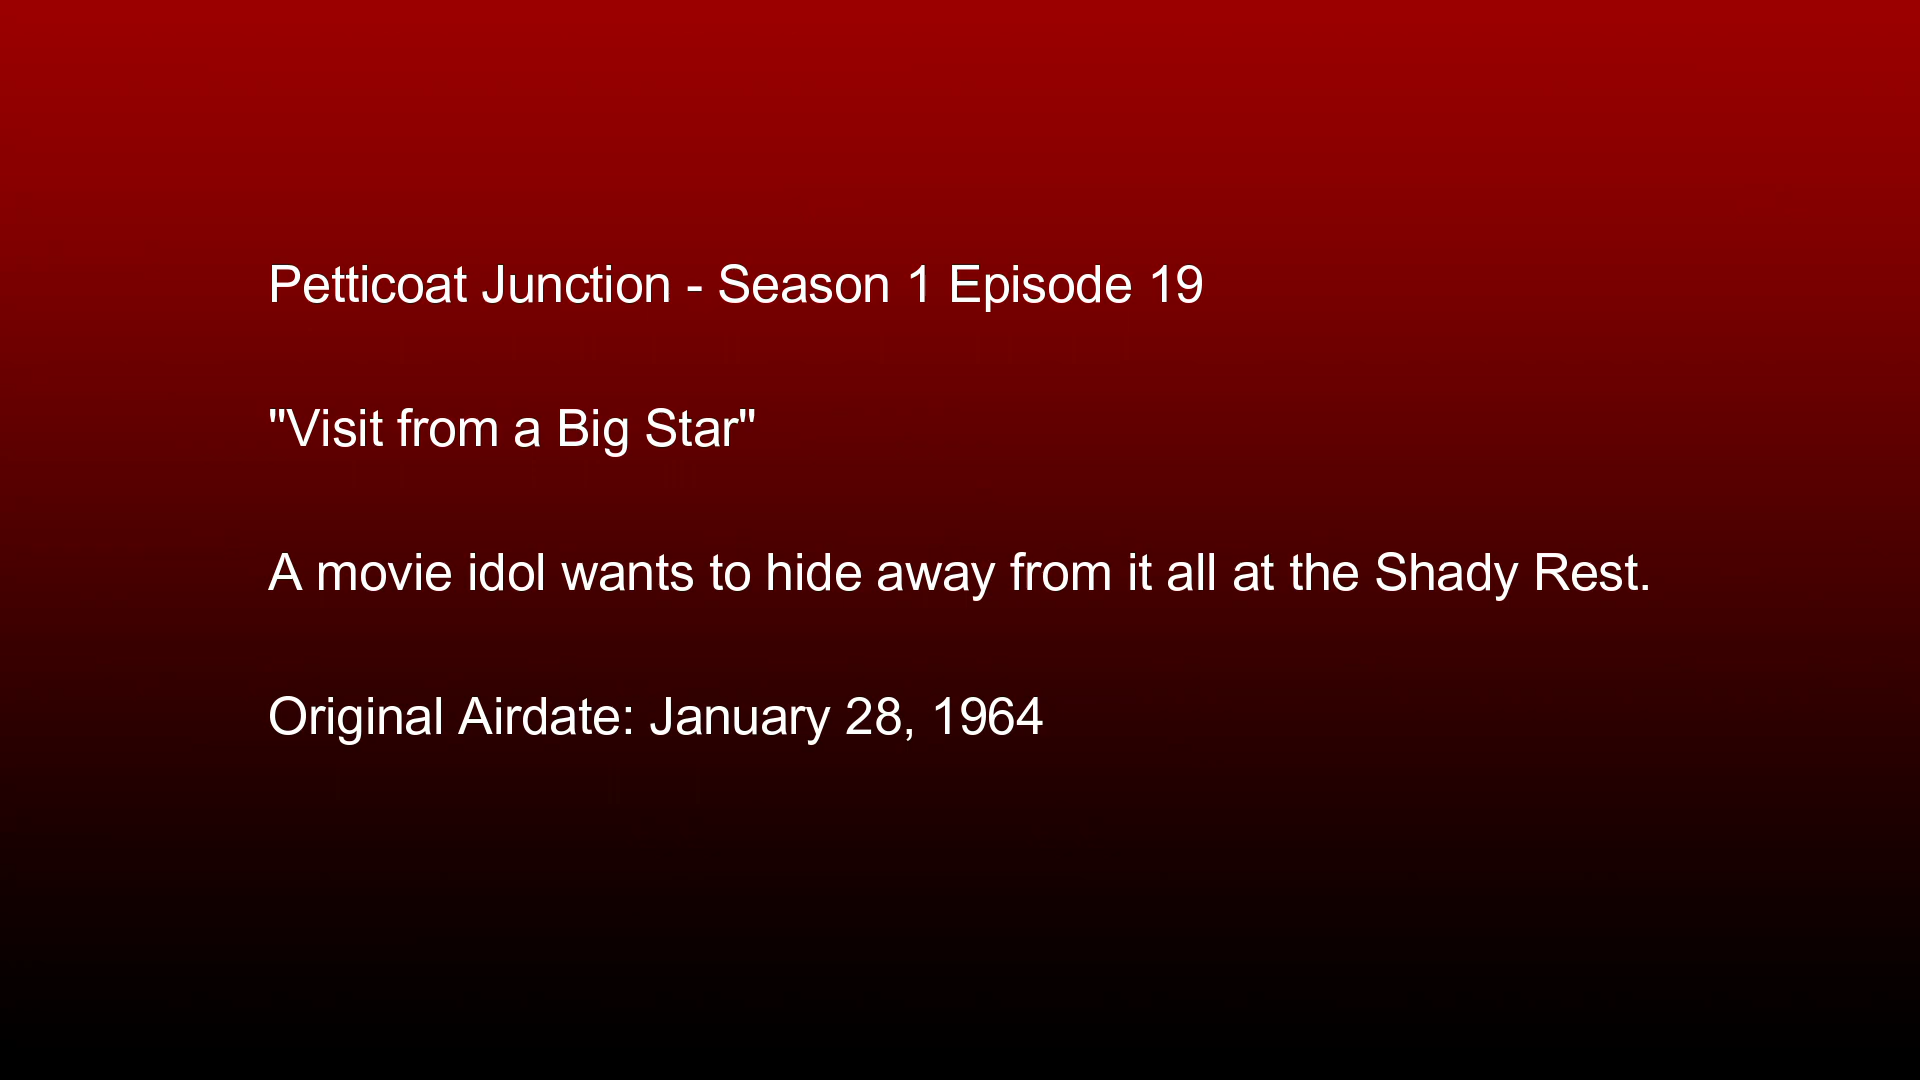 Petticoat Junction - Season 1 Episode 19
"Visit from a Big Star"
A movie idol wants to hide away from it all at the Shady Rest.
Original Airdate: January 28, 1964